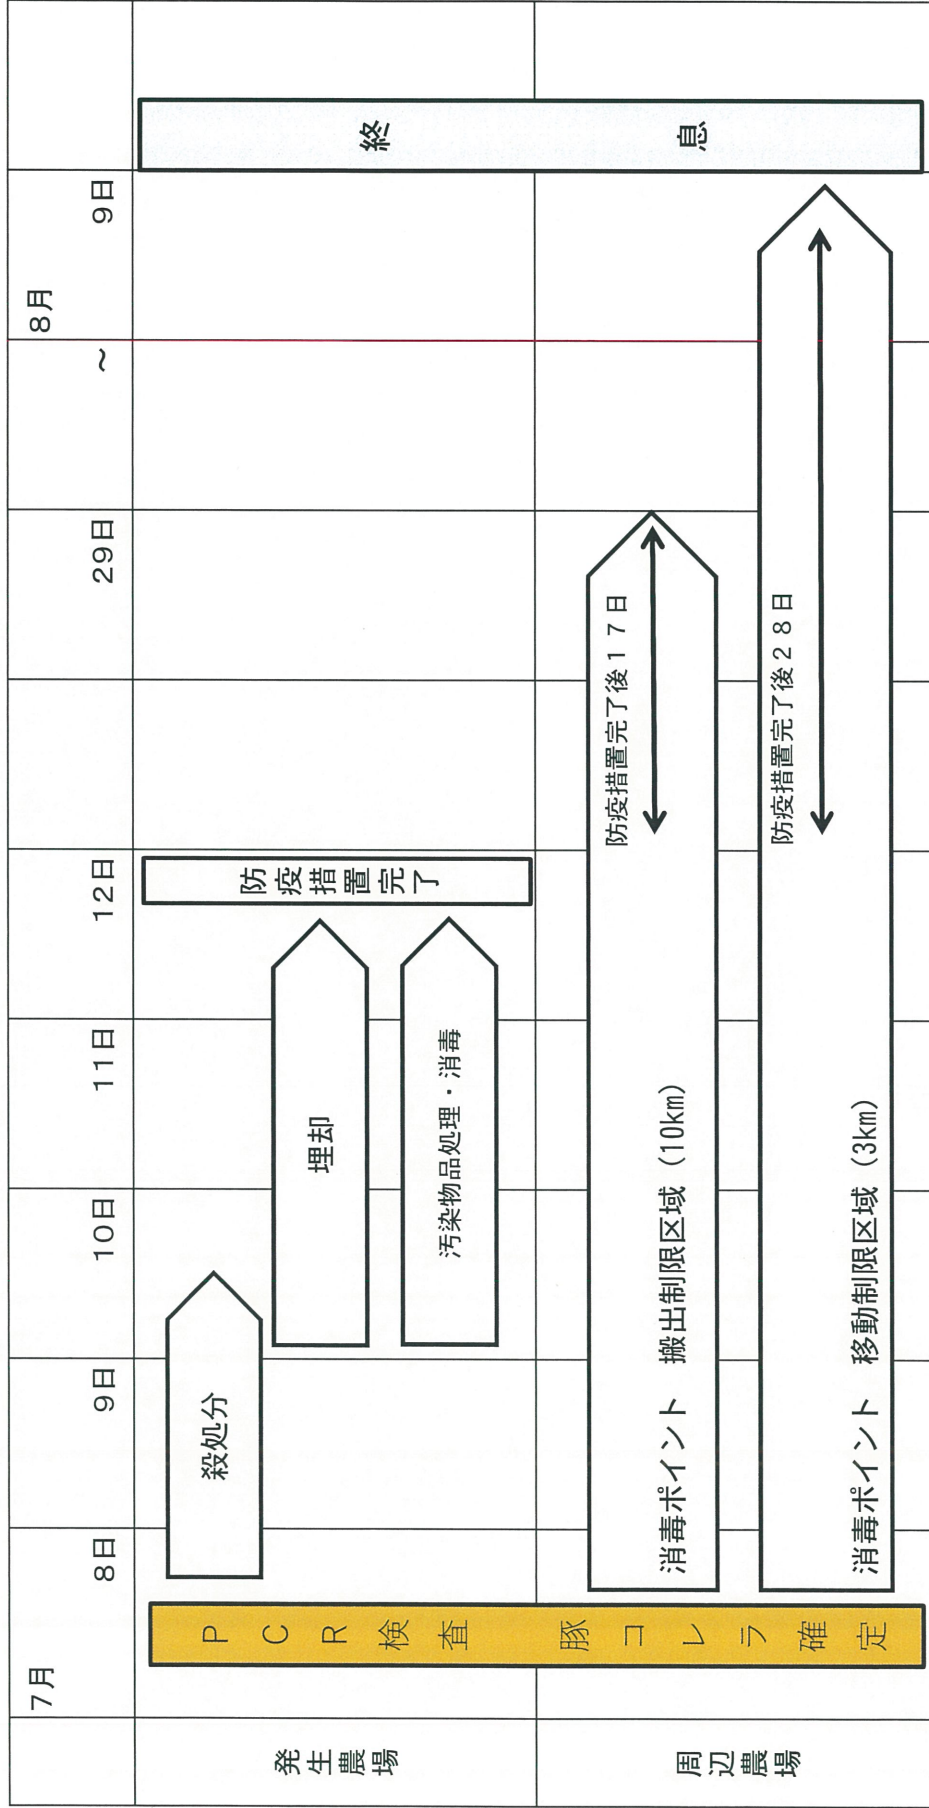 7月
8月
8日
9日
10日
11日
12日
29日
～
9日
発生農場
周辺農場
PCR検査 豚コレラ確定
殺処分
埋却
汚染物品処理・消毒
防疫措置完了
防疫措置完了後17日
消毒ポイント 搬出制限区域 (10km)
防疫措置完了後28日
消毒ポイント 移動制限区域 (3km)
終息